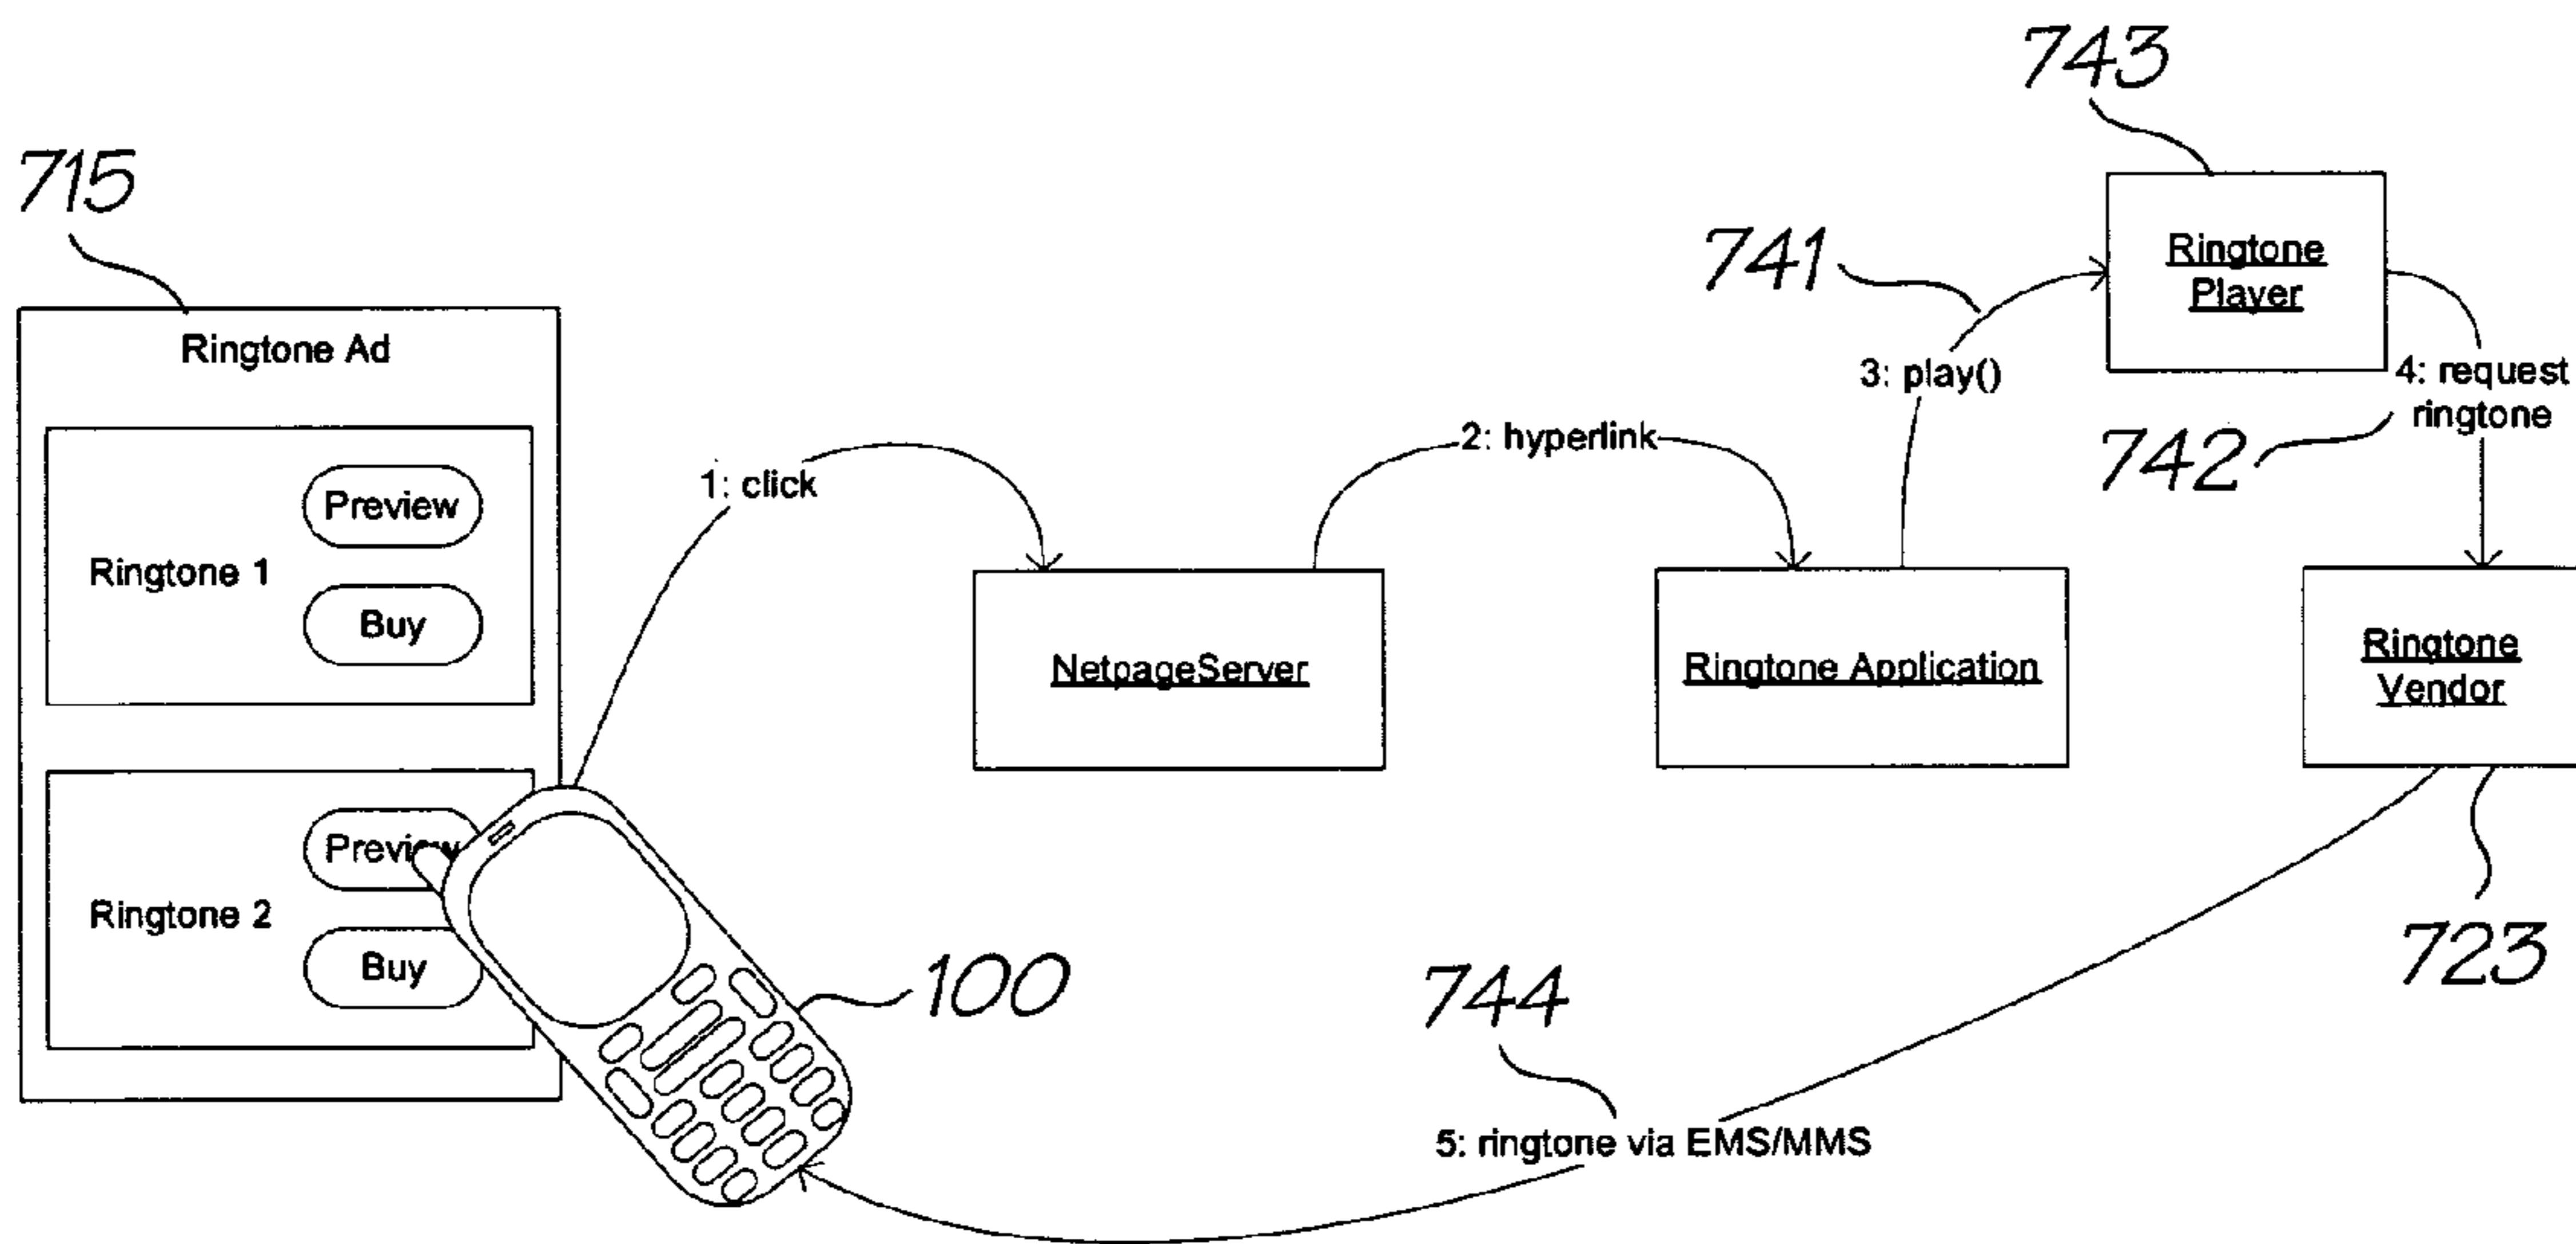 743
715
741
Ringtone
Player
Ringtone Ad
3: play()
4: request
ringtone
742
1: click
2: hyperlink
Preview
Ringtone 1
Buy
NetpageServer
Ringtone Application
Ringtone
Vendor
Preview
Ringtone 2
Buy
100
723
744
5: ringtone via EMS/MMS